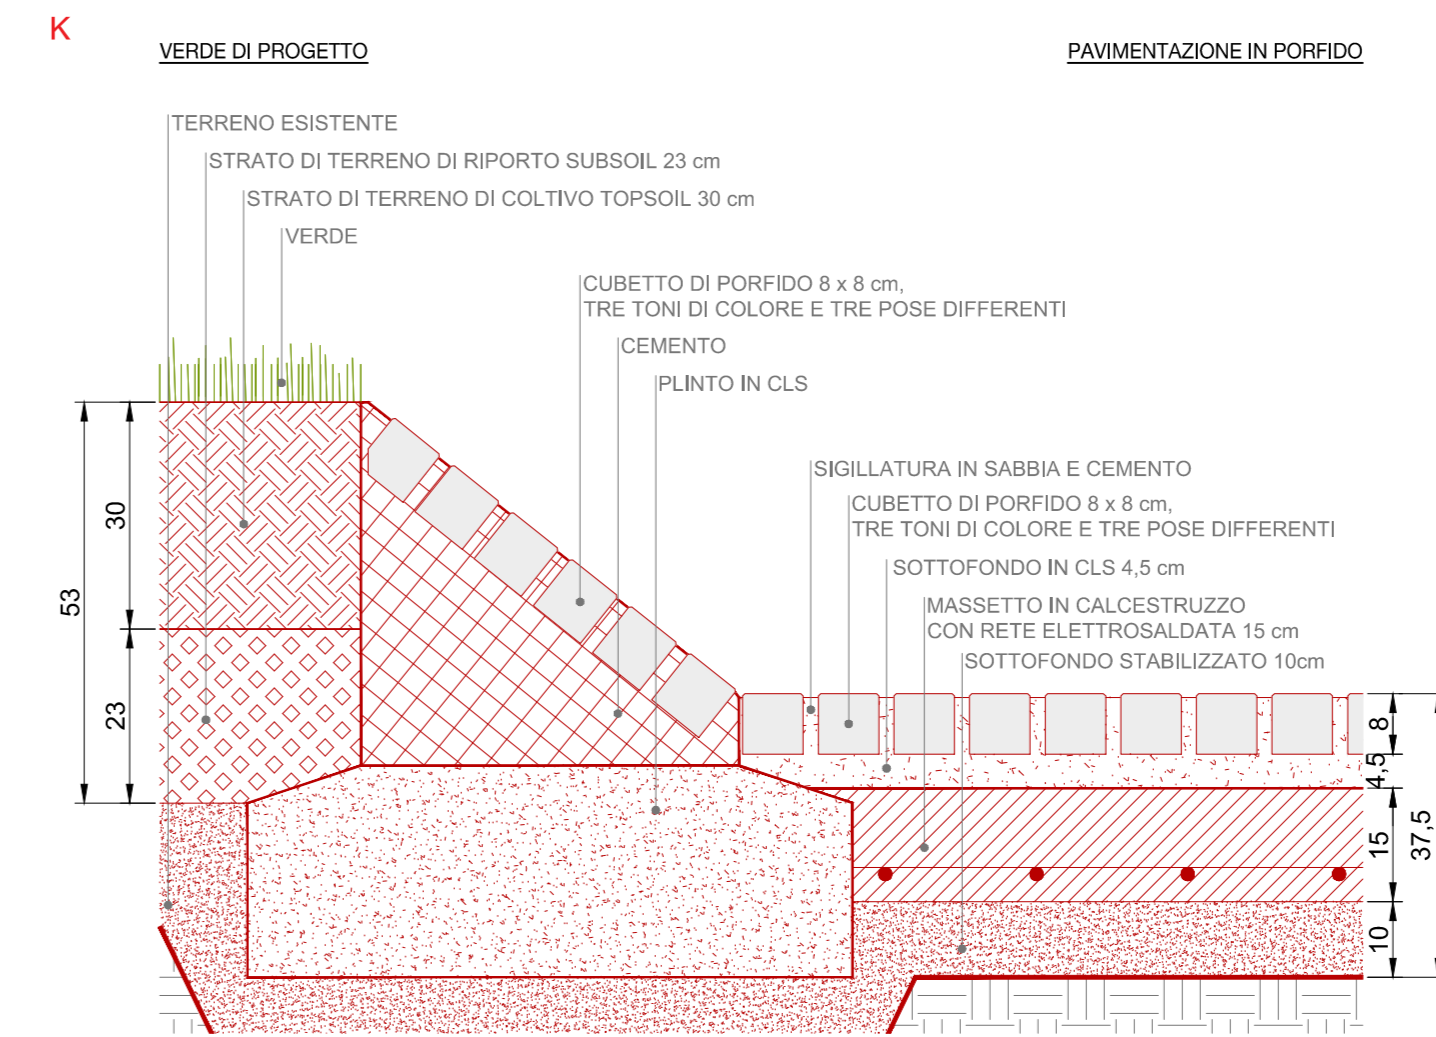 K
VERDE DI PROGETTO
PAVIMENTAZIONE IN PORFIDO
TERRENO ESISTENTE
STRATO DI TERRENO DI RIPORTO SUBSOIL 23 cm
STRATO DI TERRENO DI COLTIVO TOPSOIL 30 cm
VERDE
CUBETTO DI PORFIDO 8 x 8 cm,
TRE TONI DI COLORE E TRE POSE DIFFERENTI
CEMENTO
PLINTO IN CLS
SIGILLATURA IN SABBIA E CEMENTO
CUBETTO DI PORFIDO 8 x 8 cm,
TRE TONI DI COLORE E TRE POSE DIFFERENTI
SOTTOFONDO IN CLS 4,5 cm
MASSETTO IN CALCESTRUZZO
CON RETE ELETTROSALDATA 15 cm
SOTTOFONDO STABILIZZATO 10cm
53
30
23
8
4,5
15
10
37,5